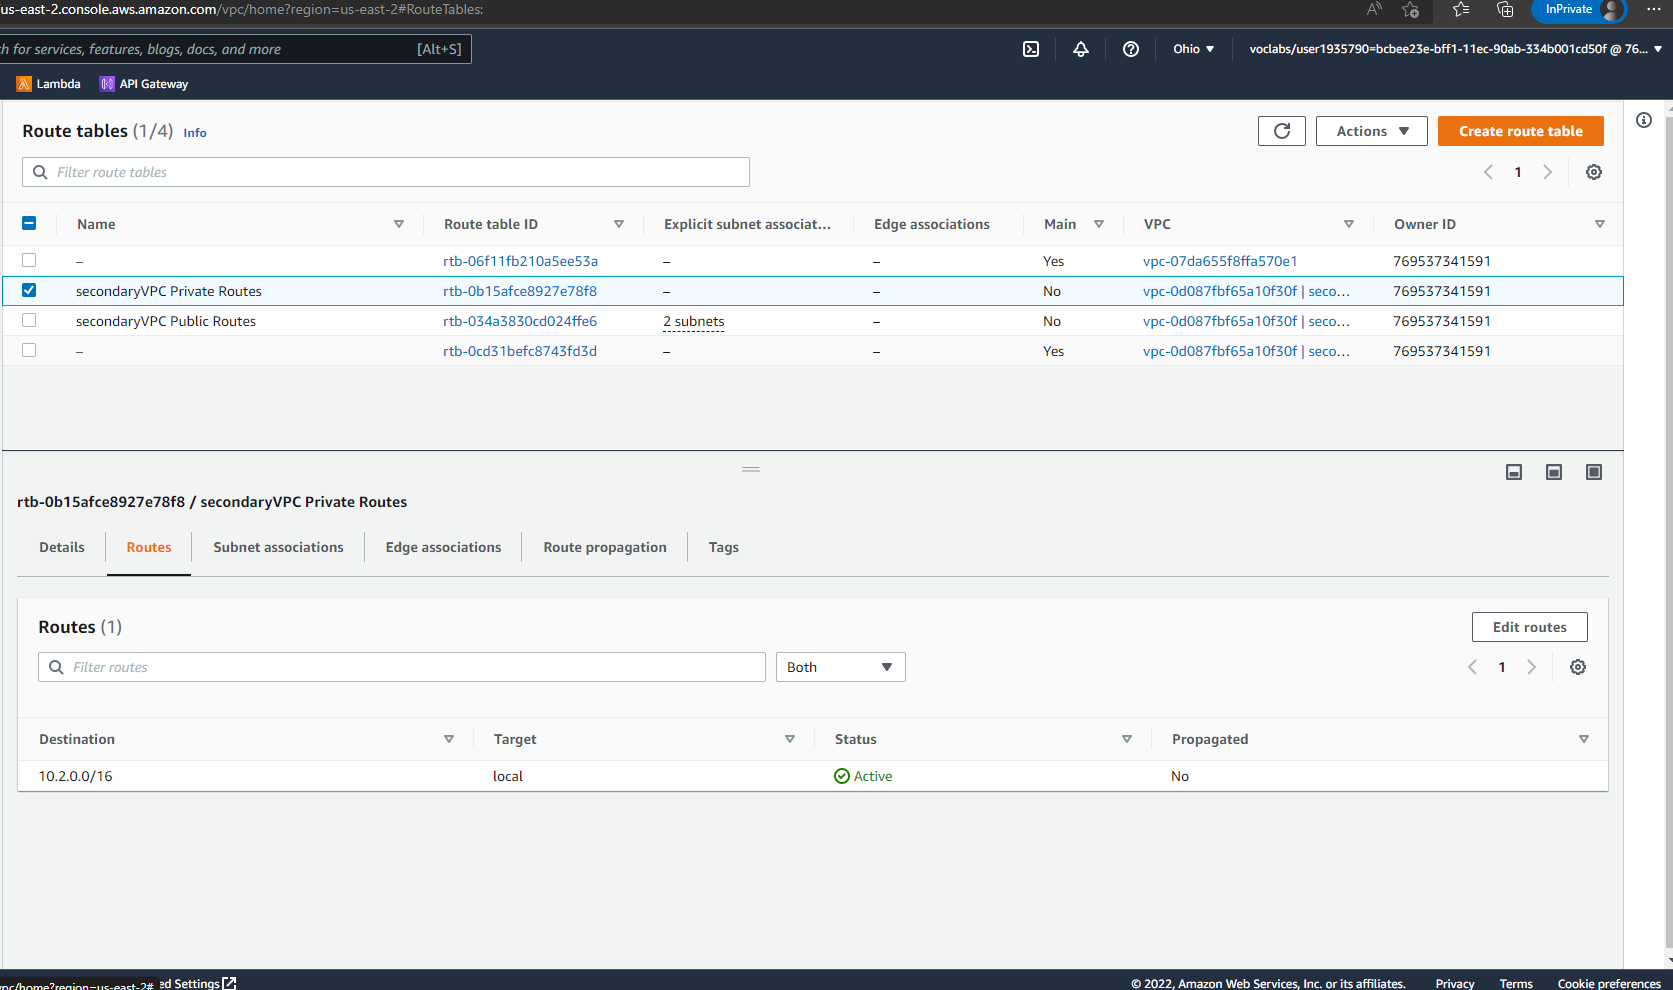 us-east-2.console.aws.amazon.com/vpc/home?region=us-east-2#RouteTables:
InPrivate
h for services, features, blogs, docs, and more [Alt+S]
Ohio ▼ voclabs/user1935790=bcbee23e-bff1-11ec-90ab-334b001cd50f @ 76... ▼
Lambda API Gateway
Route tables (1/4) Info
Actions ▼ Create route table
Filter route tables
1
Name Route table ID Explicit subnet associat... Edge associations Main VPC Owner ID
– rtb-06f11fb210a5ee53a – – Yes vpc-07da655f8ffa570e1 769537341591
secondaryVPC Private Routes rtb-0b15afce8927e78f8 – – No vpc-0d087fbf65a10f30f | seco... 769537341591
secondaryVPC Public Routes rtb-034a3830cd024ffe6 2 subnets – No vpc-0d087fbf65a10f30f | seco... 769537341591
– rtb-0cd31befc8743fd3d – – Yes vpc-0d087fbf65a10f30f | seco... 769537341591
rtb-0b15afce8927e78f8 / secondaryVPC Private Routes
Details Routes Subnet associations Edge associations Route propagation Tags
Routes (1)
Edit routes
Filter routes Both
1
Destination Target Status Propagated
10.2.0.0/16 local Active No
vpc/home?region=us-east-2# ed Settings © 2022, Amazon Web Services, Inc. or its affiliates. Privacy Terms Cookie preferences